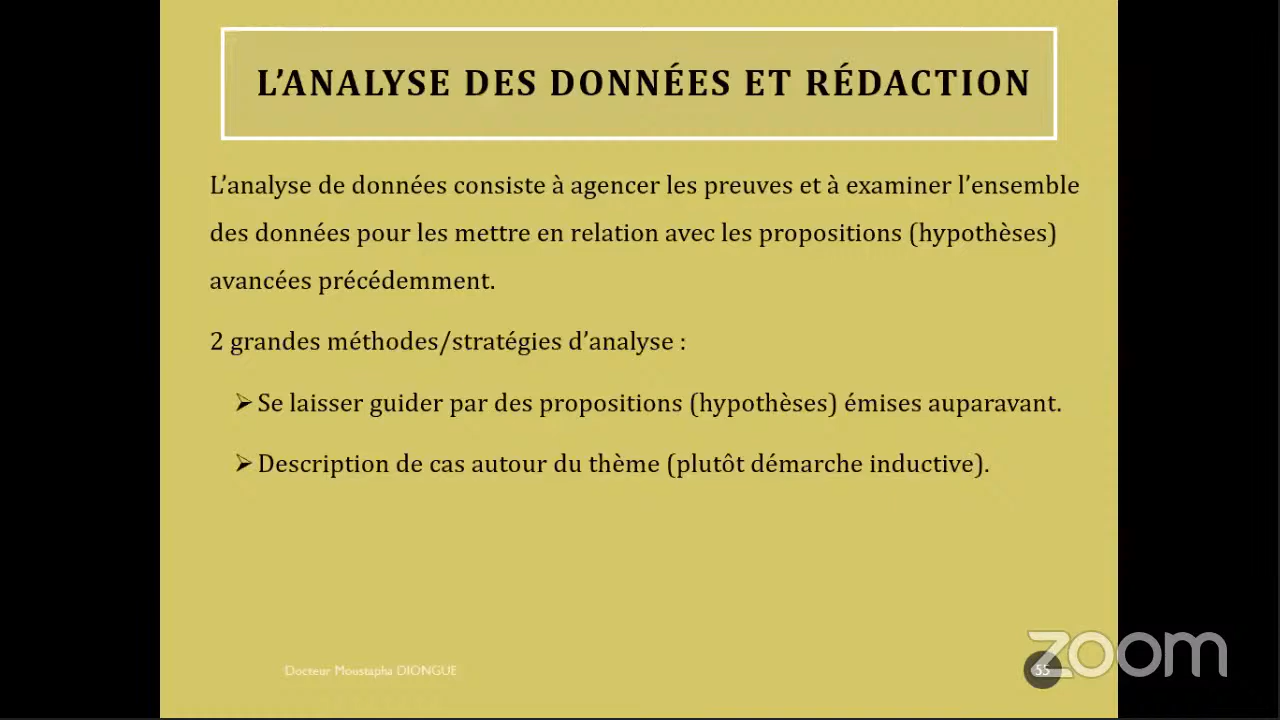 L'ANALYSE DES DONNÉES ET RÉDACTION
L'analyse de données consiste à agencer les preuves et à examiner l'ensemble
des données pour les mettre en relation avec les propositions (hypothèses)
avancées précédemment.
2 grandes méthodes/stratégies d'analyse :
➢ Se laisser guider par des propositions (hypothèses) émises auparavant.
➢ Description de cas autour du thème (plutôt démarche inductive).
Docteur Moustapha DIONGUE
55
zoom